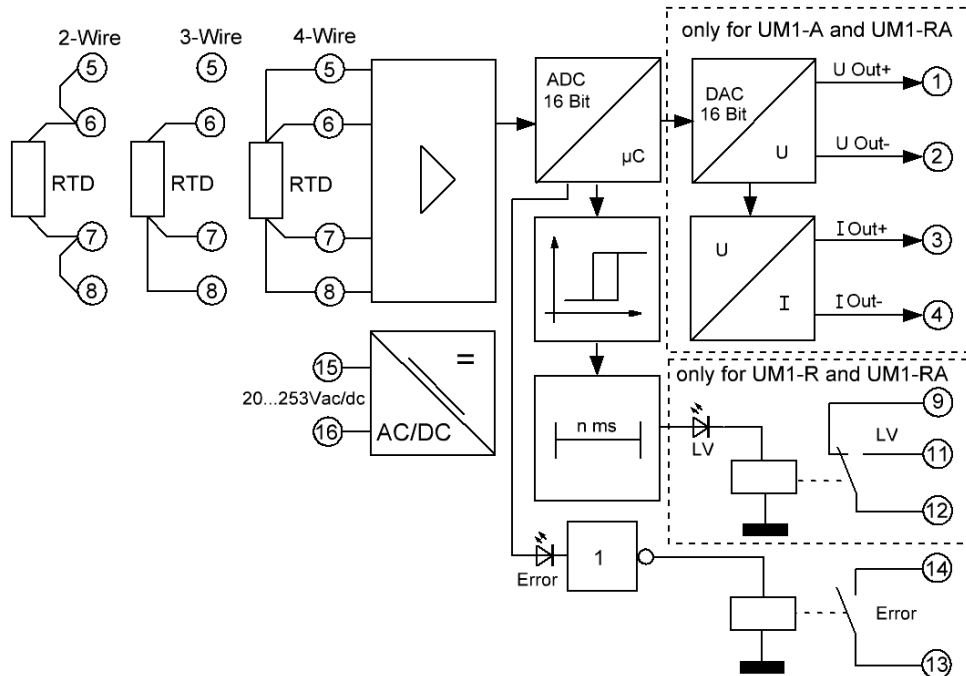 2-Wire
3-Wire
4-Wire
only for UM1-A and UM1-RA
5
5
5
6
6
6
RTD
RTD
RTD
7
7
7
8
8
8
ADC
16 Bit
µC
DAC
16 Bit
U
U Out+
1
U Out-
2
U
I
I Out+
3
I Out-
4
15
20...253Vac/dc
16
=
AC/DC
n ms
only for UM1-R and UM1-RA
LV
9
LV
11
12
Error
1
14
Error
13